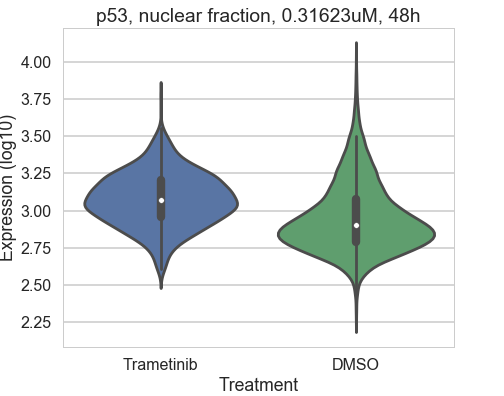 p53, nuclear fraction, 0.31623uM, 48h
4.00
3.75
3.50
3.25
3.00
2.75
2.50
2.25
Expression (log10)
Trametinib
DMSO
Treatment